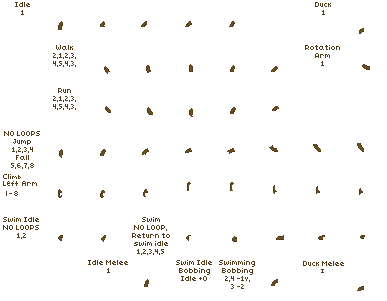 Idle
1
Duck
1
Walk
2,1,2,3,
4,5,4,3,
Rotation
Arm
1
Run
2,1,2,3,
4,5,4,3,
NO LOOPS
Jump
1,2,3,4
Fall
5,6,7,8
Climb
Left Arm
1 - 8
Swim Idle
NO LOOPS
1,2
Swim
NO LOOP,
Return to
swim idle
1,2,3,4,5
Idle Melee
1
Swim Idle
Bobbing
Idle +0
Swimming
Bobbing
2,4 -1v,
3 -2
Duck Melee
1